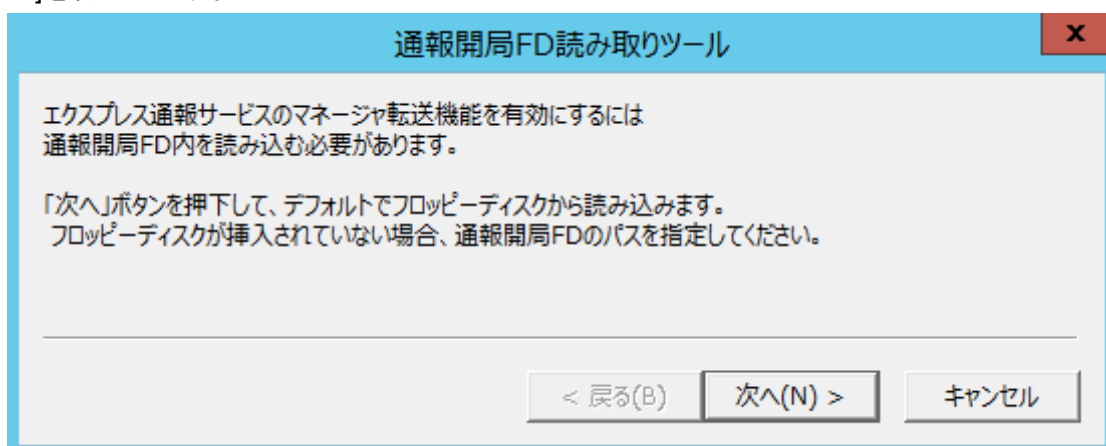 通報開局FD読み取りツール
x
エクスプレス通報サービスのマネージャ転送機能を有効にするには
通報開局FD内を読み込む必要があります。
「次へ」ボタンを押下して、デフォルトでフロッピーディスクから読み込みます。
フロッピーディスクが挿入されていない場合、通報開局FDのパスを指定してください。
< 戻る(B)
次へ(N) >
キャンセル